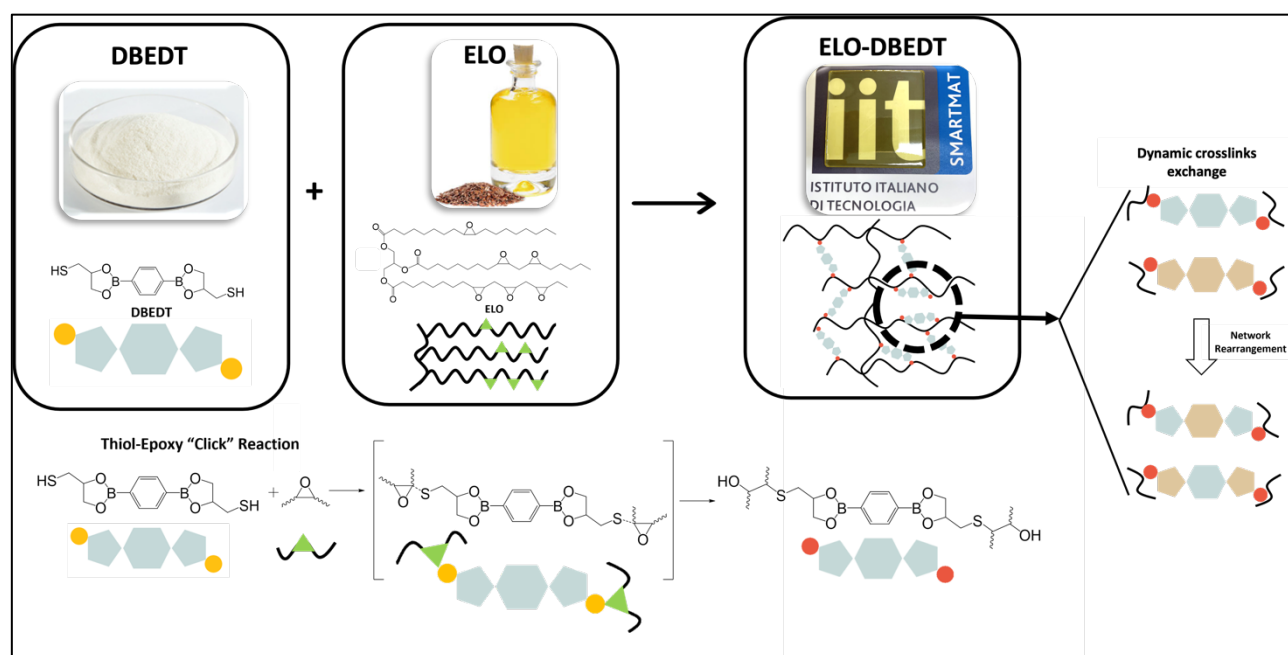 DBEDT
HS
O
O
B
B
O
O
SH
DBEDT
+
ELO
O
O
O
O
O
O
O
O
O
O
O
O
ELO
ELO-DBEDT
iit
SMARTMAT
ISTITUTO ITALIANO
DI TECNOLOGIA
Dynamic crosslinks
exchange
Network
Rearrangement
Thiol-Epoxy “Click” Reaction
HS
O
O
B
B
O
O
SH
+
O
O
S
O
O
B
B
O
O
S
O
HO
S
O
O
B
B
O
O
S
OH